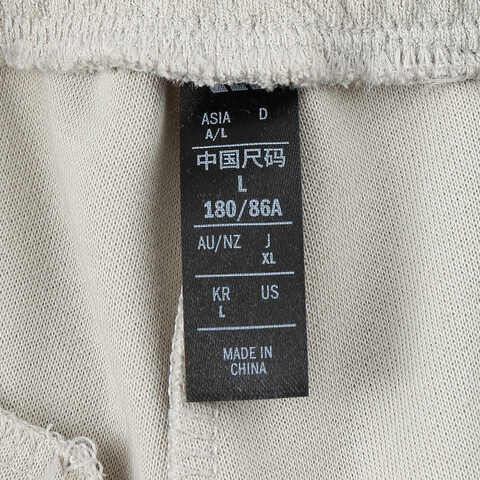 ASIA D
A/L
中国尺码
L
180/86A
AU/NZ J
XL
KR US
L
MADE IN
CHINA